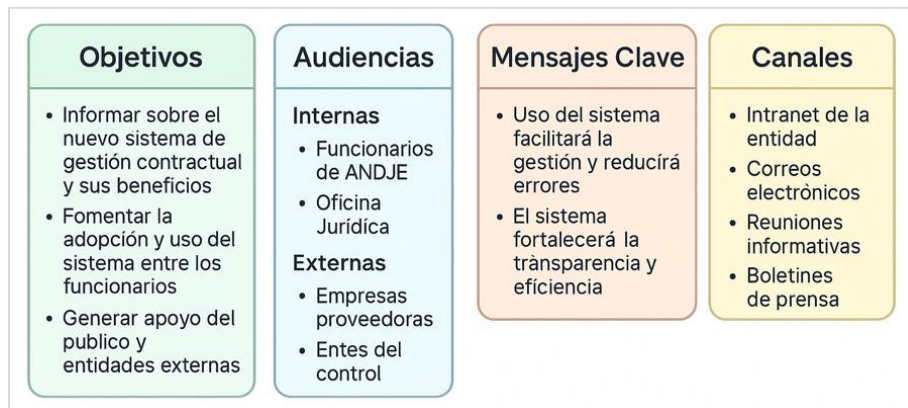 Objetivos
• Informar sobre el
nuevo sistema de
gestión contractual
y sus beneficios
• Fomentar la
adopción y uso del
sistema entre los
funcionarios
• Generar apoyo del
publico y
entidades externas
Audiencias
Internas
• Funcionarios
de ANDJE
• Oficina
Jurídíca
Externas
• Empresas
proveedoras
• Entes del
control
Mensajes Clave
• Uso del sistema
facilitará la
gestión y reducírá
errores
• El sistema
fortalecerá la
trànsparencia y
efíciencia
Canales
• Intranet de la
entidad
• Correos
electrònicos
• Reuniones
informativas
• Boletines
de prensa